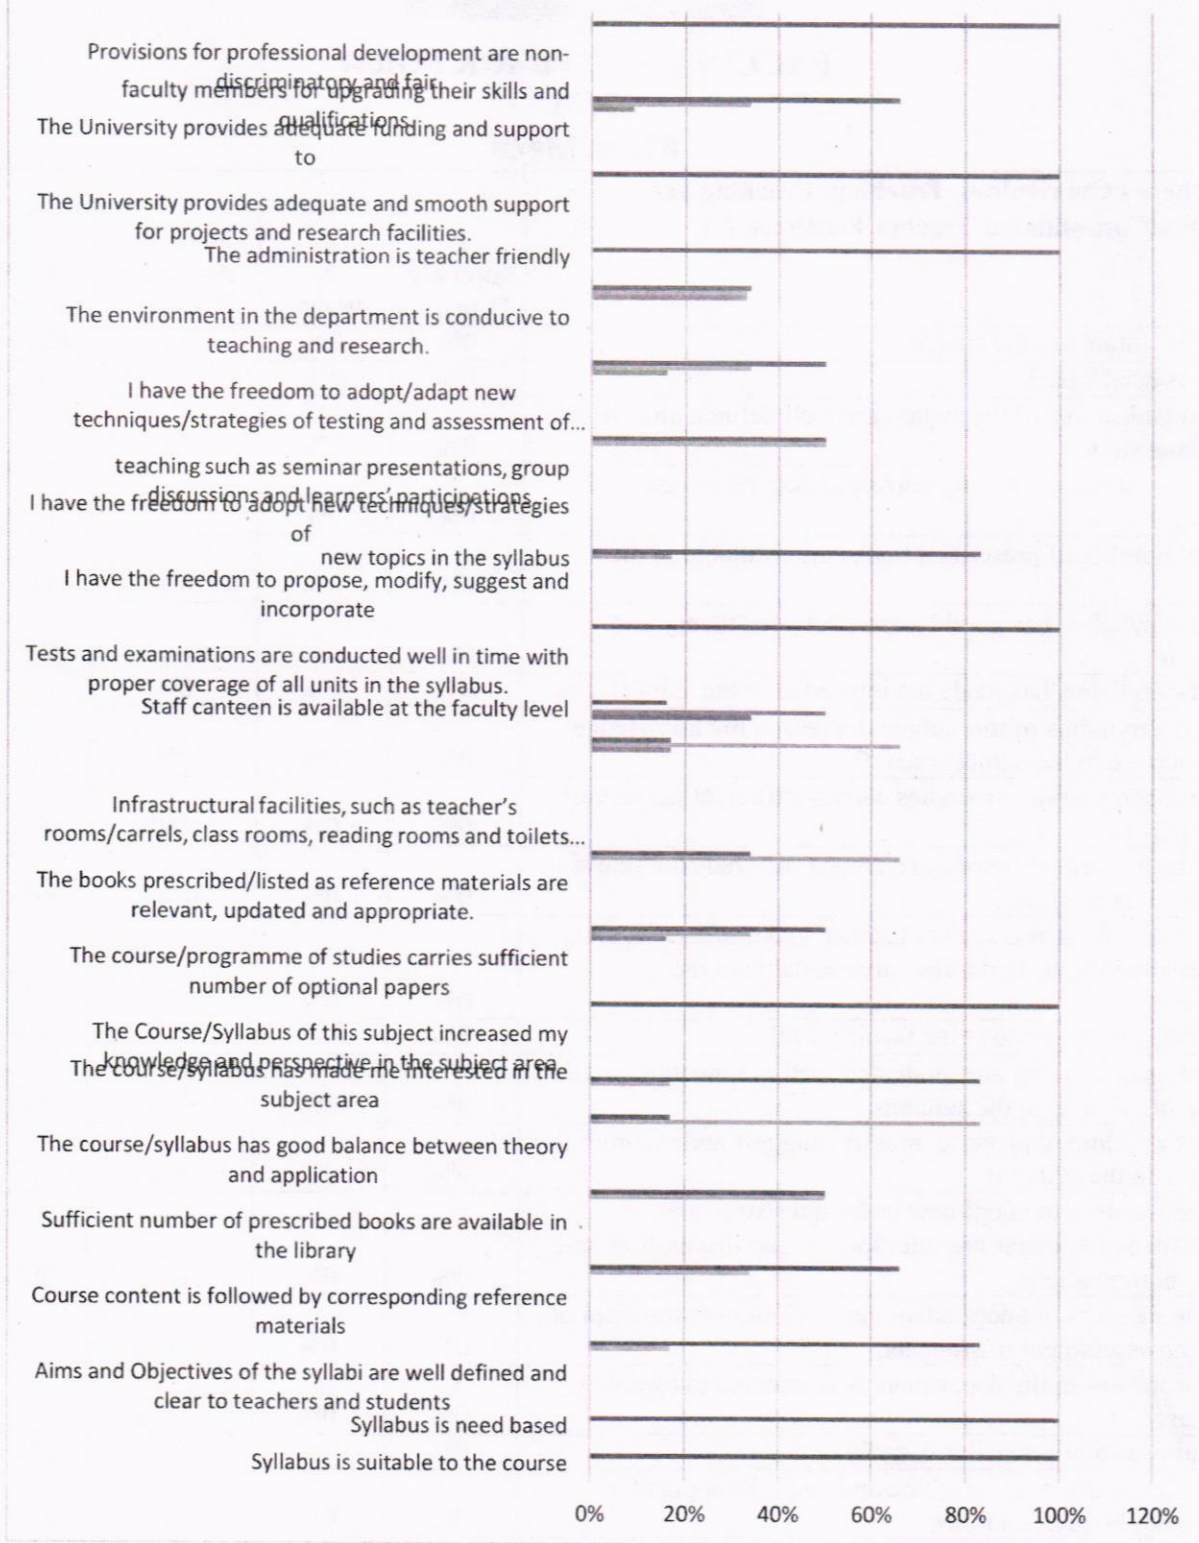 Provisions for professional development are non-
discriminatory and fair
faculty members for upgrading their skills and
qualifications
The University provides adequate funding and support
to
The University provides adequate and smooth support
for projects and research facilities.
The administration is teacher friendly
The environment in the department is conducive to
teaching and research.
I have the freedom to adopt/adapt new
techniques/strategies of testing and assessment of...
teaching such as seminar presentations, group
discussions and learners' participations
I have the freedom to adopt new techniques/strategies
of
new topics in the syllabus
I have the freedom to propose, modify, suggest and
incorporate
Tests and examinations are conducted well in time with
proper coverage of all units in the syllabus.
Staff canteen is available at the faculty level
Infrastructural facilities, such as teacher's
rooms/carrels, class rooms, reading rooms and toilets...
The books prescribed/listed as reference materials are
relevant, updated and appropriate.
The course/programme of studies carries sufficient
number of optional papers
The Course/Syllabus of this subject increased my
knowledge and perspective in the subject area
The course/syllabus has made me interested in the
subject area
The course/syllabus has good balance between theory
and application
Sufficient number of prescribed books are available in
the library
Course content is followed by corresponding reference
materials
Aims and Objectives of the syllabi are well defined and
clear to teachers and students
Syllabus is need based
Syllabus is suitable to the course
0% 20% 40% 60% 80% 100% 120%